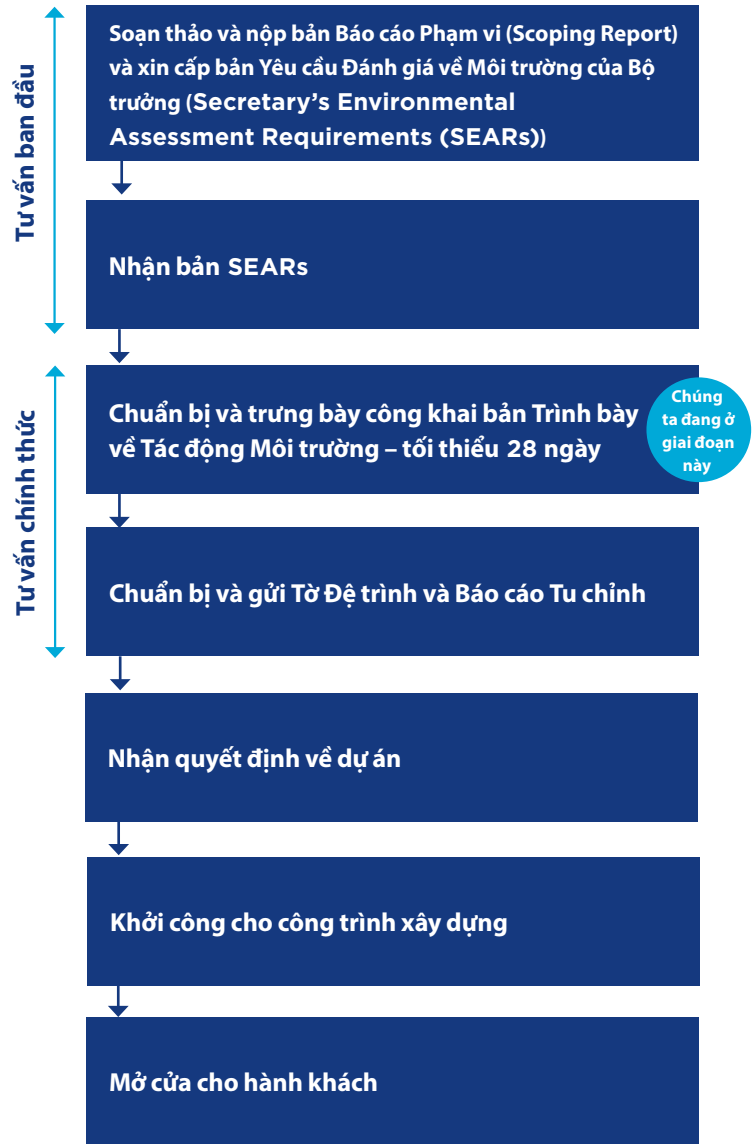 Tư vấn ban đầu
Soạn thảo và nộp bản Báo cáo Phạm vi (Scoping Report)
và xin cấp bản Yêu cầu Đánh giá về Môi trường của Bộ
trưởng (Secretary’s Environmental
Assessment Requirements (SEARs))
Nhận bản SEARs
Tư vấn chính thức
Chuẩn bị và trưng bày công khai bản Trình bày
về Tác động Môi trường – tối thiểu 28 ngày
Chúng
ta đang ở
giai đoạn
này
Chuẩn bị và gửi Tờ Đệ trình và Báo cáo Tu chỉnh
Nhận quyết định về dự án
Khởi công cho công trình xây dựng
Mở cửa cho hành khách